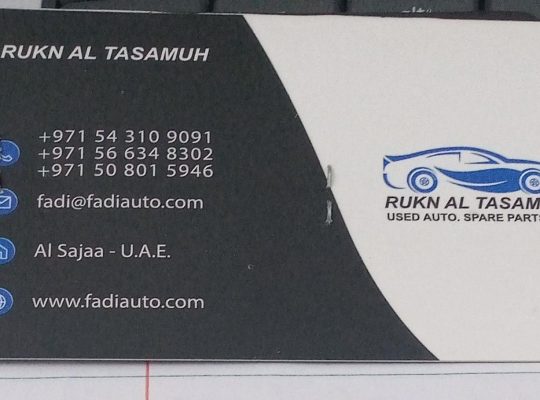 RUKN AL TASAMUH
+971 54 310 9091
+971 56 634 8302
+971 50 801 5946
fadi@fadiauto.com
Al Sajaa - U.A.E.
www.fadiauto.com
RUKN AL TASAM
USED AUTO. SPARE PART